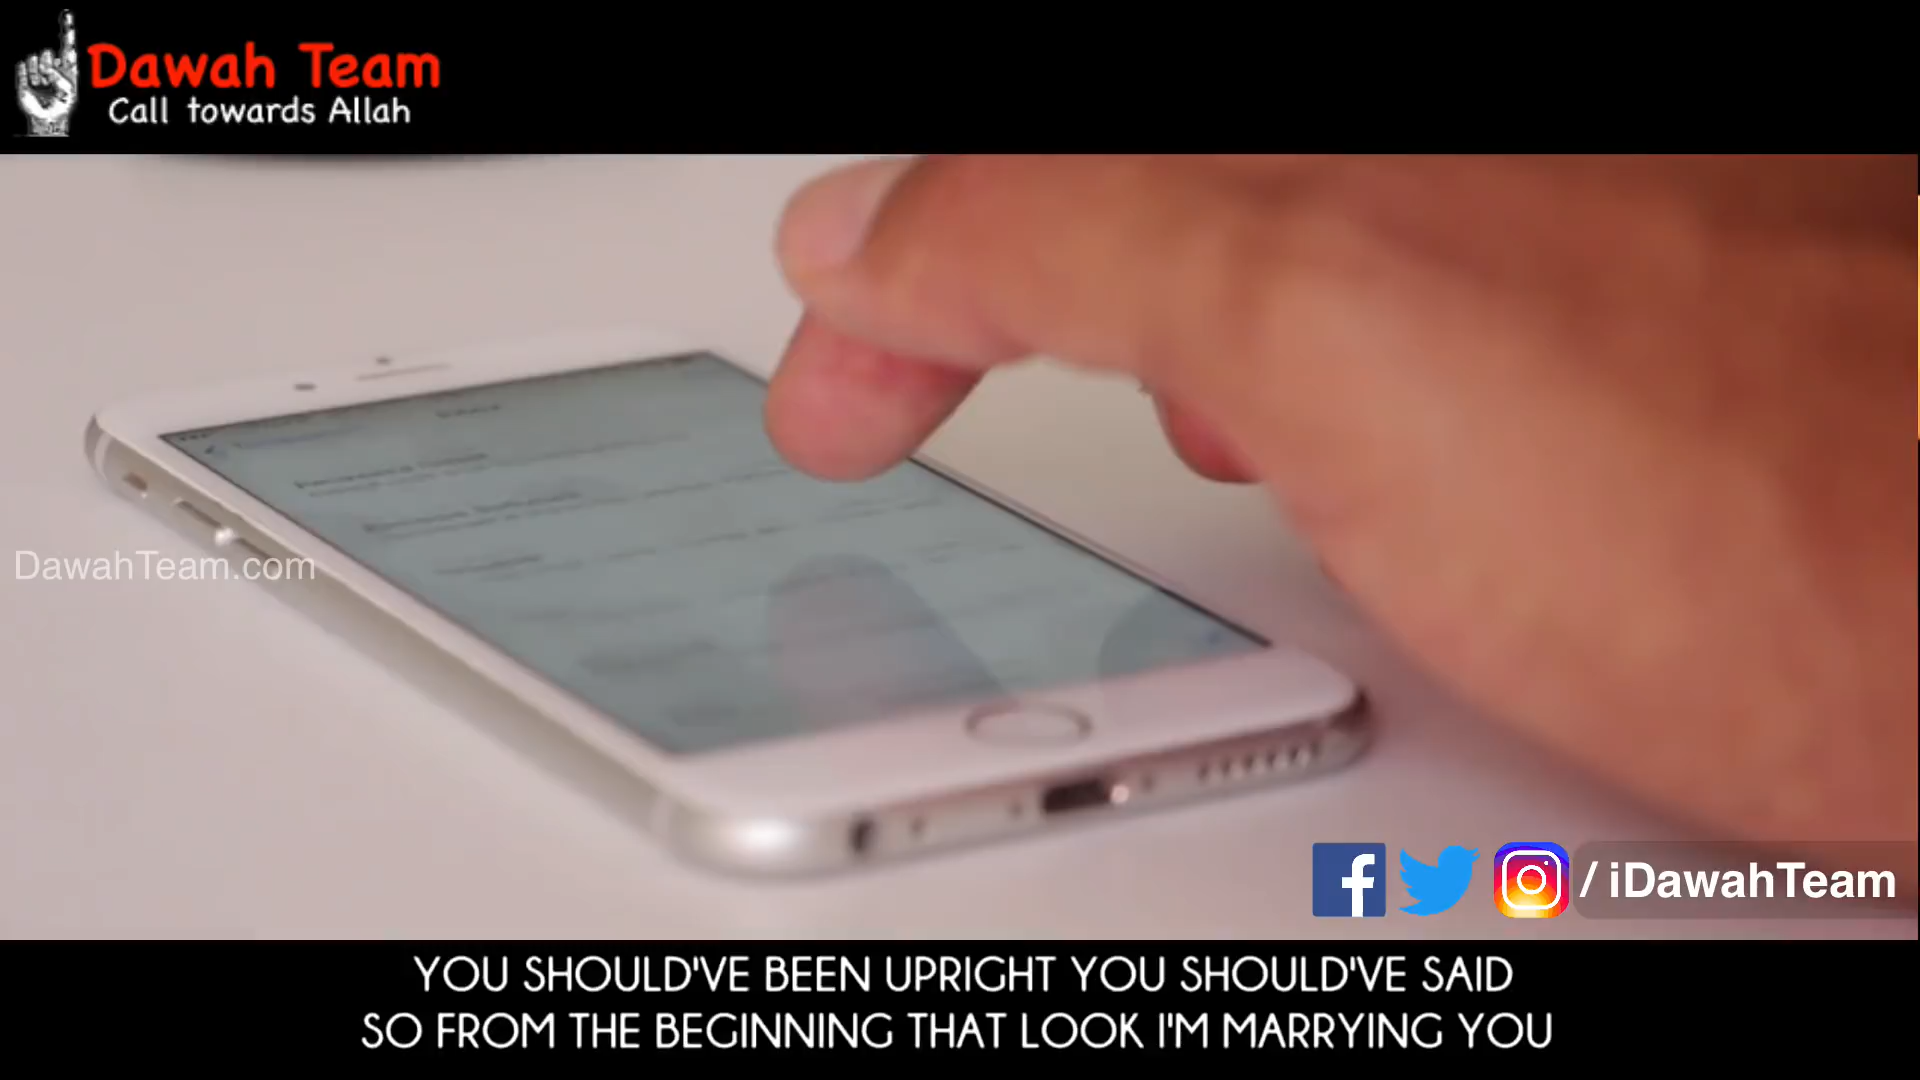 Dawah Team
Call towards Allah
DawahTeam.com
/ iDawahTeam
YOU SHOULD'VE BEEN UPRIGHT YOU SHOULD'VE SAID
SO FROM THE BEGINNING THAT LOOK I'M MARRYING YOU